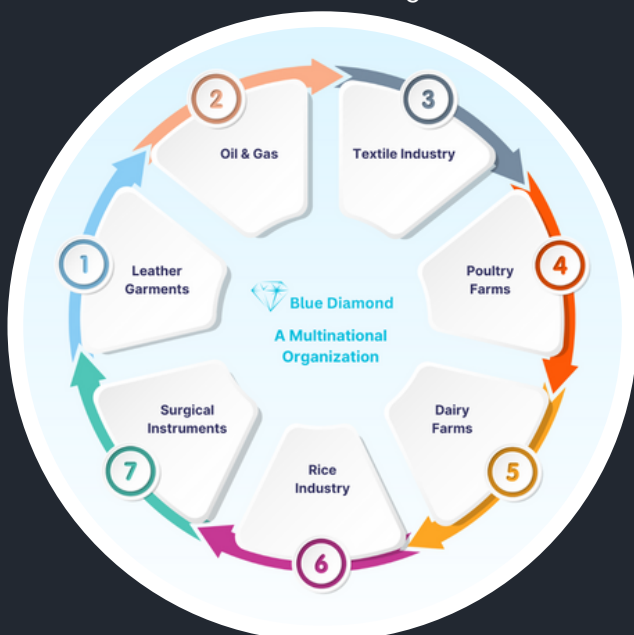 2
3
Oil & Gas
Textile Industry
1
Leather
Garments
4
Poultry
Farms
Blue Diamond
A Multinational
Organization
Surgical
Instruments
Dairy
Farms
7
Rice
Industry
5
6